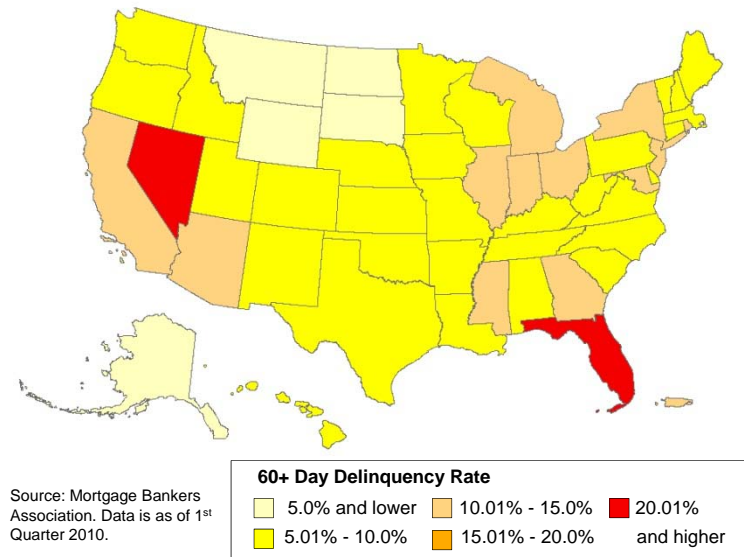 Source: Mortgage Bankers
Association. Data is as of 1st
Quarter 2010.
60+ Day Delinquency Rate
5.0% and lower
5.01% - 10.0%
10.01% - 15.0%
15.01% - 20.0%
20.01%
and higher